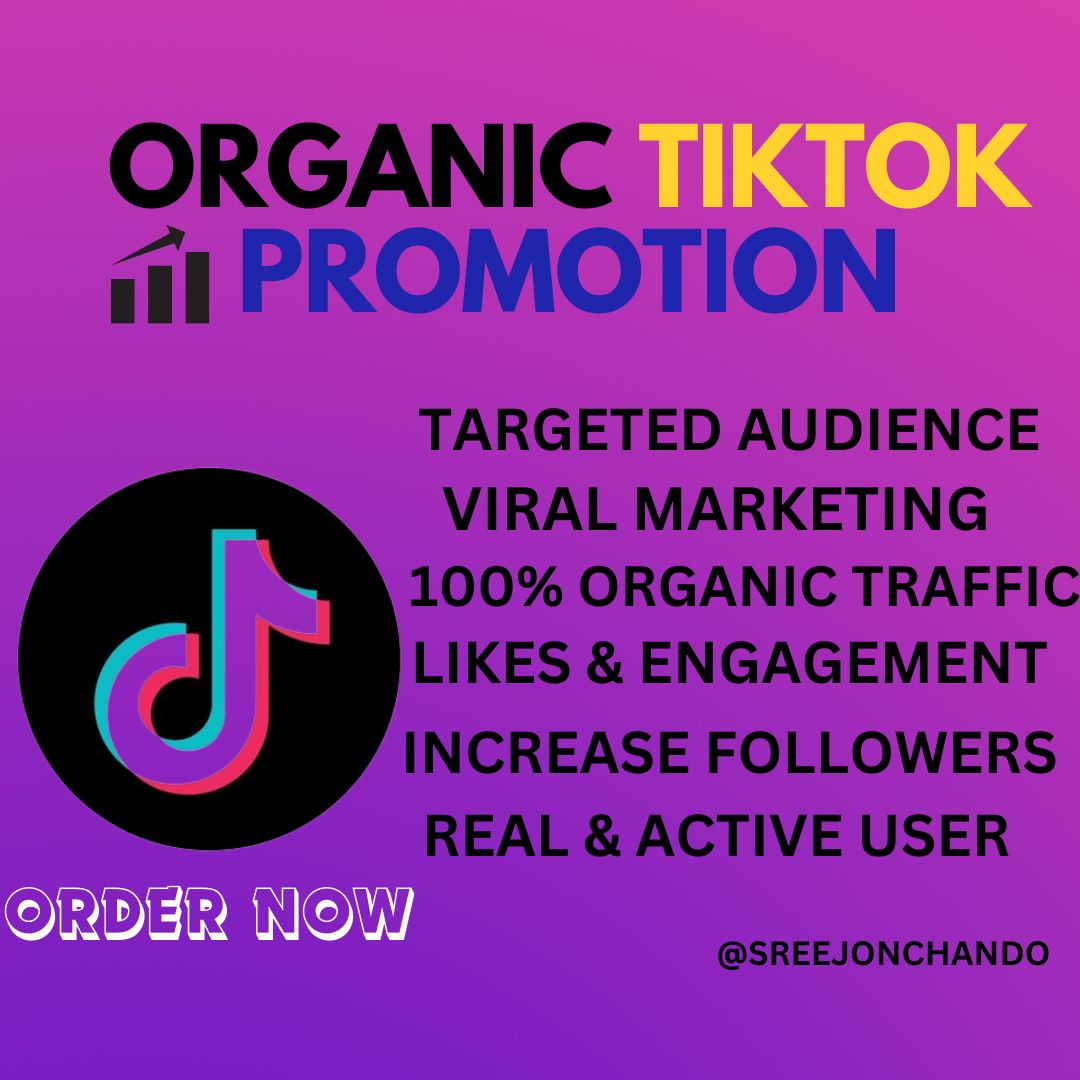 ORGANIC TIKTOK
PROMOTION
TARGETED AUDIENCE
VIRAL MARKETING
100% ORGANIC TRAFFIC
LIKES & ENGAGEMENT
INCREASE FOLLOWERS
REAL & ACTIVE USER
ORDER NOW
@SREEJONCHANDO